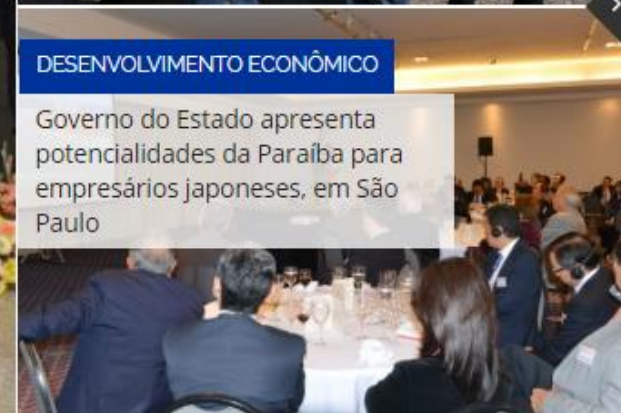 DESENVOLVIMENTO ECONÔMICO
Governo do Estado apresenta
potencialidades da Paraíba para
empresários japoneses, em São
Paulo